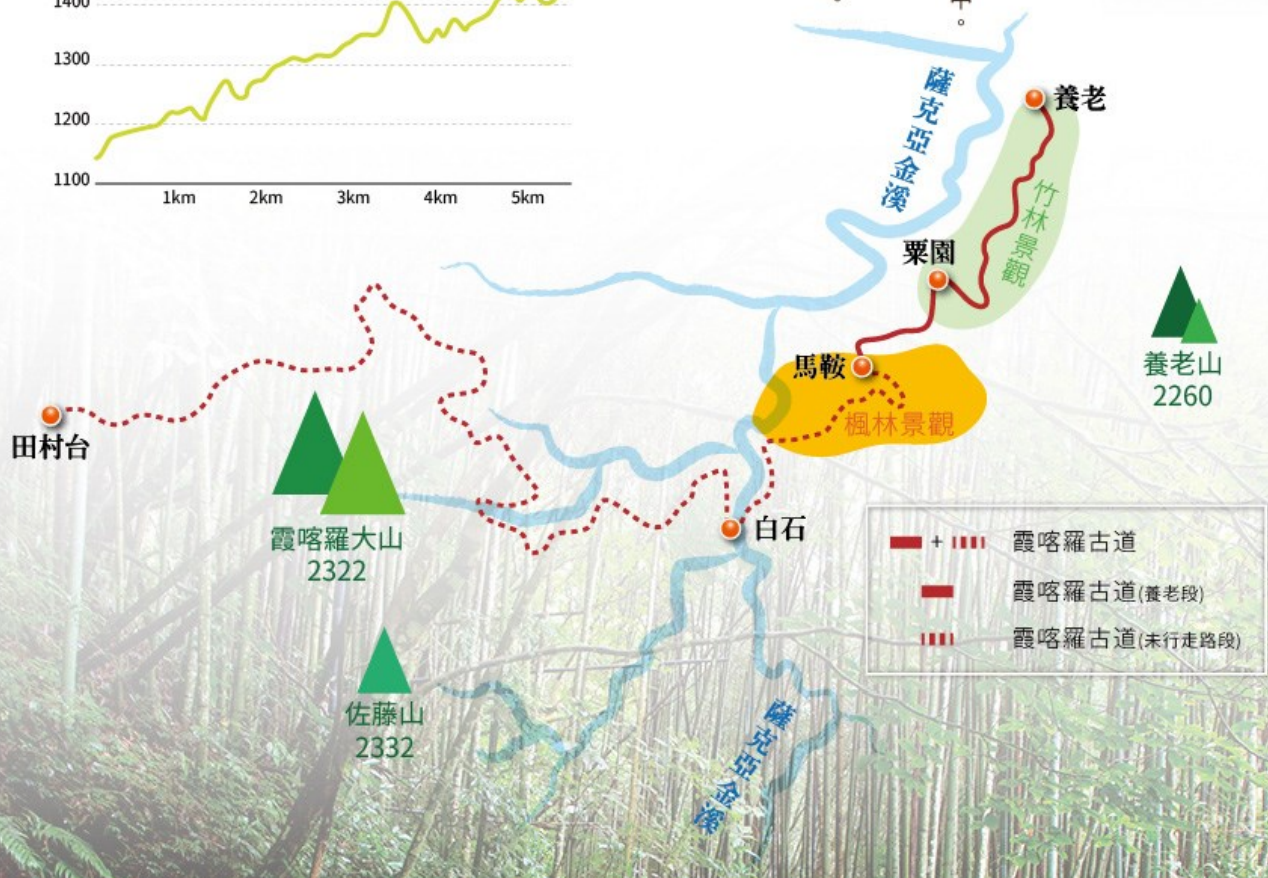 1400
1300
1200
1100
1km 2km 3km 4km 5km
。
薩克亞金溪
養老
竹林景觀
粟園
馬鞍
楓林景觀
養老山
2260
田村台
霞喀羅大山
2322
白石
佐藤山
2332
薩克亞金溪
+ 霞喀羅古道
霞喀羅古道(養老段)
霞喀羅古道(未行走路段)